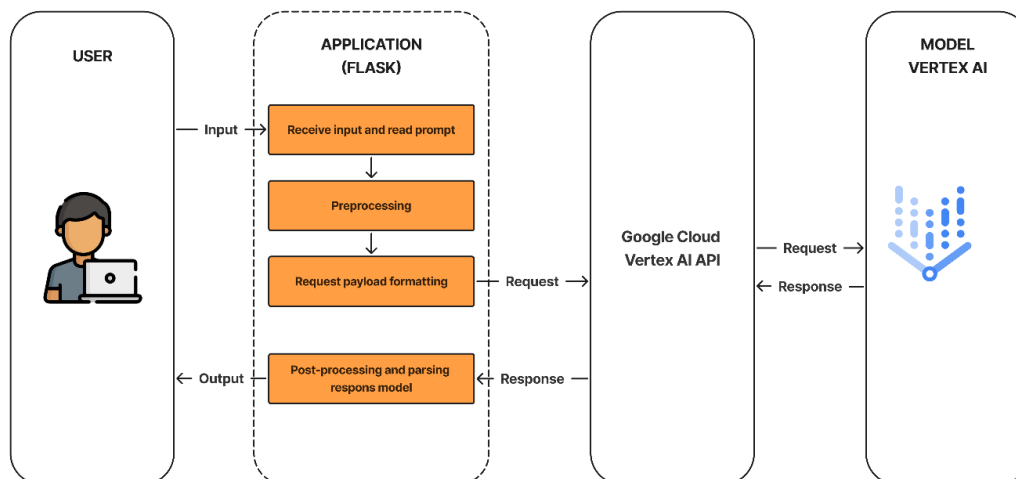 USER
APPLICATION
(FLASK)
MODEL
VERTEX AI
Input
Receive input and read prompt
Preprocessing
Request payload formatting
Request
Google Cloud
Vertex AI API
Request
Response
Output
Post-processing and parsing
respons model
Response